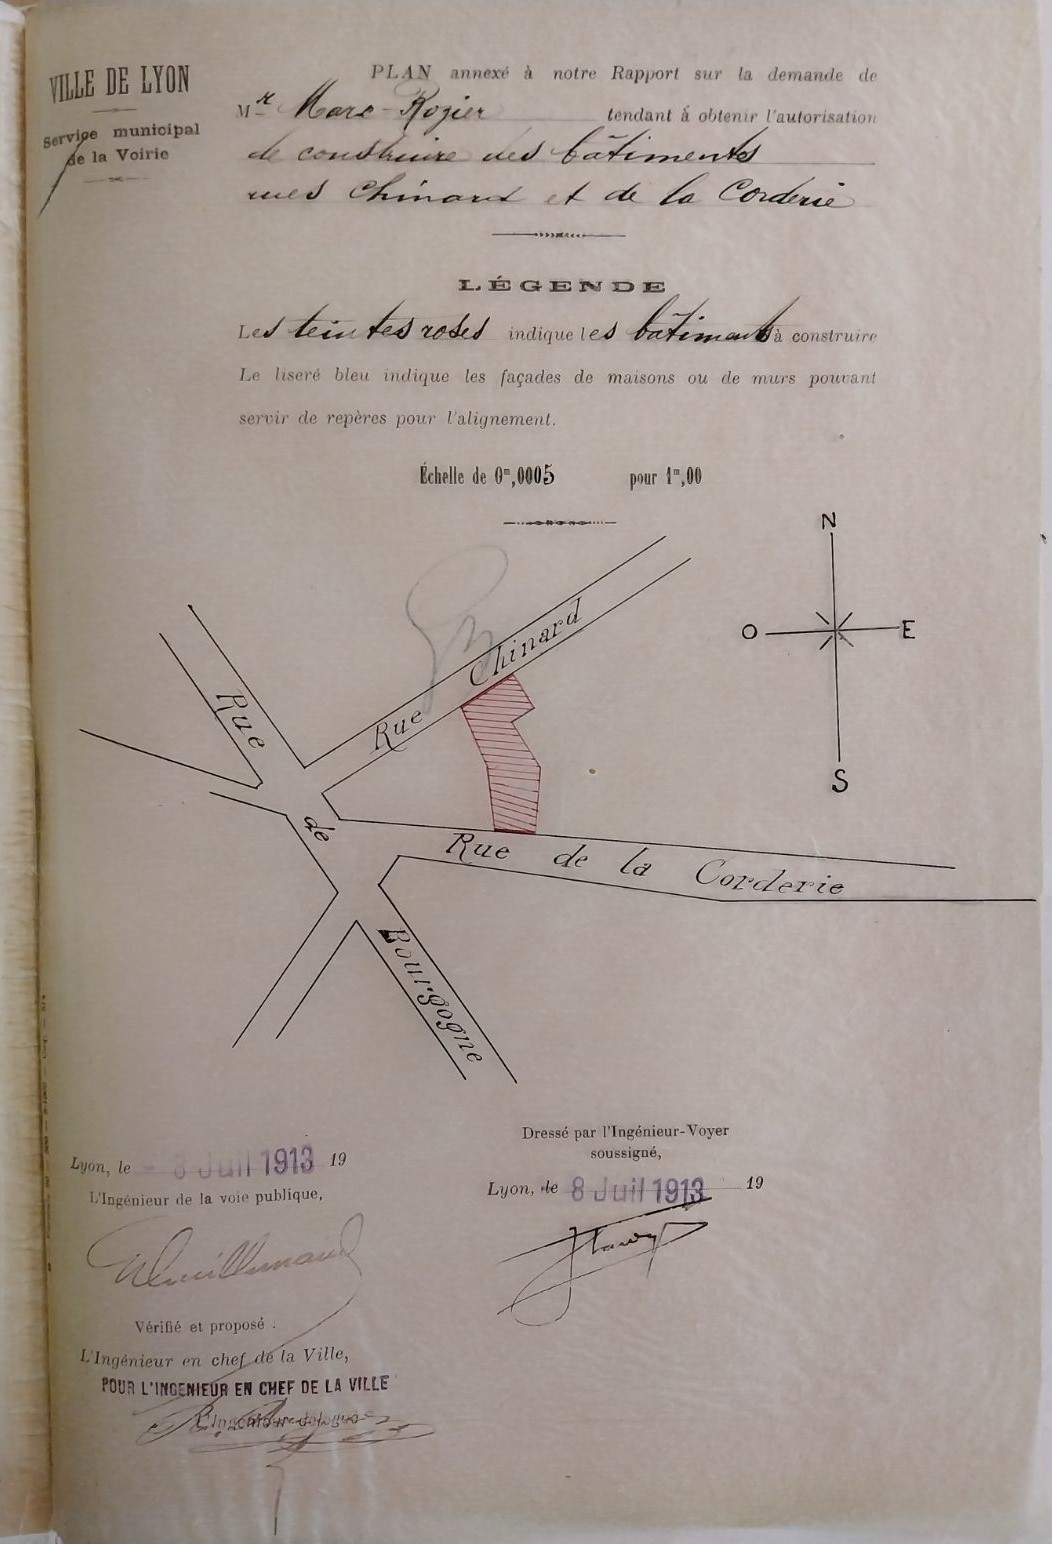 VILLE DE LYON
Service municipal
de la Voirie
PLAN annexé à notre Rapport sur la demande de
Mr Marc-Rozier tendant à obtenir l'autorisation
de construire des bâtiments
rues Chinard et de la Corderie
LÉGENDE
Les teintes roses indique les bâtiments à construire
Le liseré bleu indique les façades de maisons ou de murs pouvant
servir de repères pour l'alignement.
Échelle de 0m,0005 pour 1m,00
N
O E
S
Rue Chinard
Rue de Bourgogne
Rue de la Corderie
Dressé par l'Ingénieur-Voyer
soussigné,
Lyon, le 8 Juil 1913 19
Lyon, le - 8 Juil 1913 19
L'Ingénieur de la voie publique,
Vérifié et proposé :
L'Ingénieur en chef de la Ville,
POUR L'INGENIEUR EN CHEF DE LA VILLE